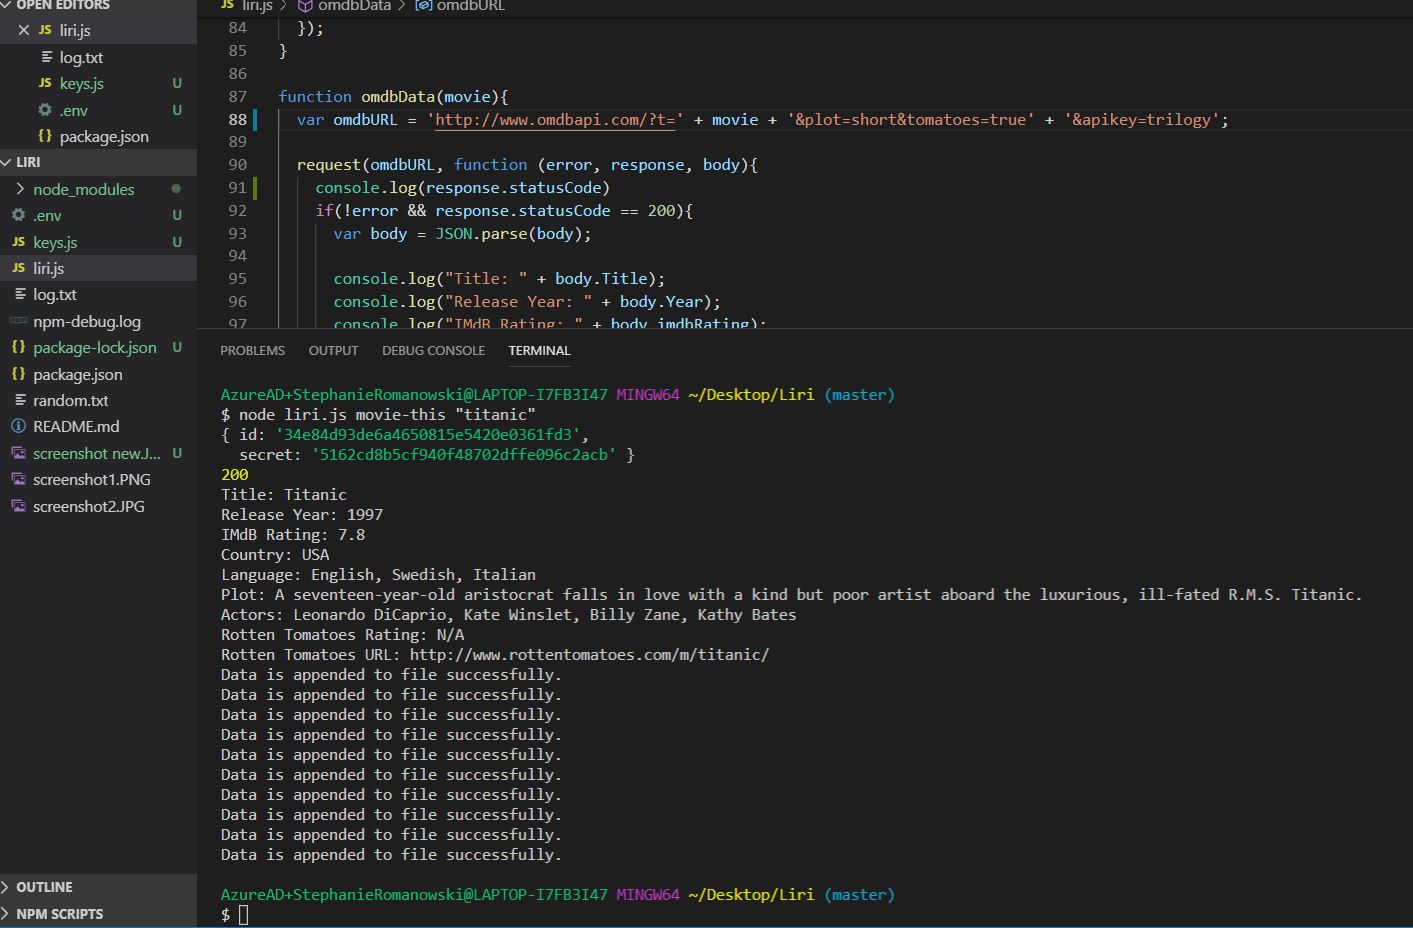 OPEN EDITORS
JS liri.js
log.txt
JS keys.js U
.env U
{} package.json
LIRI
node_modules
.env U
JS keys.js U
JS liri.js
log.txt
npm-debug.log
{} package-lock.json U
{} package.json
random.txt
README.md
screenshot new.J... U
screenshot1.PNG
screenshot2.JPG
OUTLINE
NPM SCRIPTS
JS liri.js > omdbData > omdbURL
84 });
85 }
86
87 function omdbData(movie){
88 var omdbURL = 'http://www.omdbapi.com/?t=' + movie + '&plot=short&tomatoes=true' + '&apikey=trilogy';
89
90 request(omdbURL, function (error, response, body){
91 console.log(response.statusCode)
92 if(!error && response.statusCode == 200){
93 var body = JSON.parse(body);
94
95 console.log("Title: " + body.Title);
96 console.log("Release Year: " + body.Year);
97 console.log("IMdB Rating: " + body.imdbRating);
PROBLEMS OUTPUT DEBUG CONSOLE TERMINAL
AzureAD+StephanieRomanowski@LAPTOP-I7FB3I47 MINGW64 ~/Desktop/Liri (master)
$ node liri.js movie-this "titanic"
{ id: '34e84d93de6a4650815e5420e0361fd3',
secret: '5162cd8b5cf940f48702dffe096c2acb' }
200
Title: Titanic
Release Year: 1997
IMdB Rating: 7.8
Country: USA
Language: English, Swedish, Italian
Plot: A seventeen-year-old aristocrat falls in love with a kind but poor artist aboard the luxurious, ill-fated R.M.S. Titanic.
Actors: Leonardo DiCaprio, Kate Winslet, Billy Zane, Kathy Bates
Rotten Tomatoes Rating: N/A
Rotten Tomatoes URL: http://www.rottentomatoes.com/m/titanic/
Data is appended to file successfully.
Data is appended to file successfully.
Data is appended to file successfully.
Data is appended to file successfully.
Data is appended to file successfully.
Data is appended to file successfully.
Data is appended to file successfully.
Data is appended to file successfully.
Data is appended to file successfully.
Data is appended to file successfully.
AzureAD+StephanieRomanowski@LAPTOP-I7FB3I47 MINGW64 ~/Desktop/Liri (master)
$